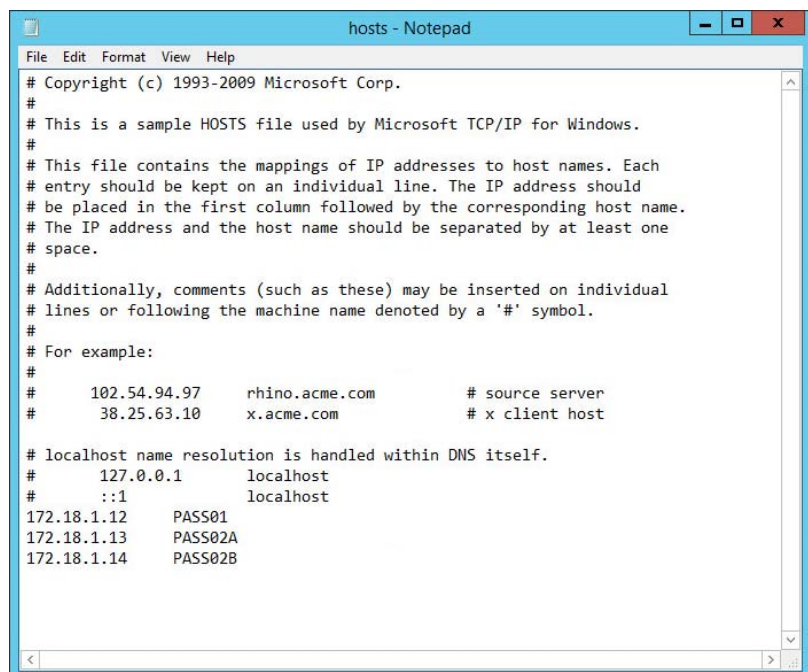 hosts - Notepad
File Edit Format View Help
# Copyright (c) 1993-2009 Microsoft Corp.
#
# This is a sample HOSTS file used by Microsoft TCP/IP for Windows.
#
# This file contains the mappings of IP addresses to host names. Each
# entry should be kept on an individual line. The IP address should
# be placed in the first column followed by the corresponding host name.
# The IP address and the host name should be separated by at least one
# space.
#
# Additionally, comments (such as these) may be inserted on individual
# lines or following the machine name denoted by a '#' symbol.
#
# For example:
#
#      102.54.94.97     rhino.acme.com          # source server
#       38.25.63.10     x.acme.com              # x client host

# localhost name resolution is handled within DNS itself.
#       127.0.0.1       localhost
#       ::1             localhost
172.18.1.12     PASS01
172.18.1.13     PASS02A
172.18.1.14     PASS02B